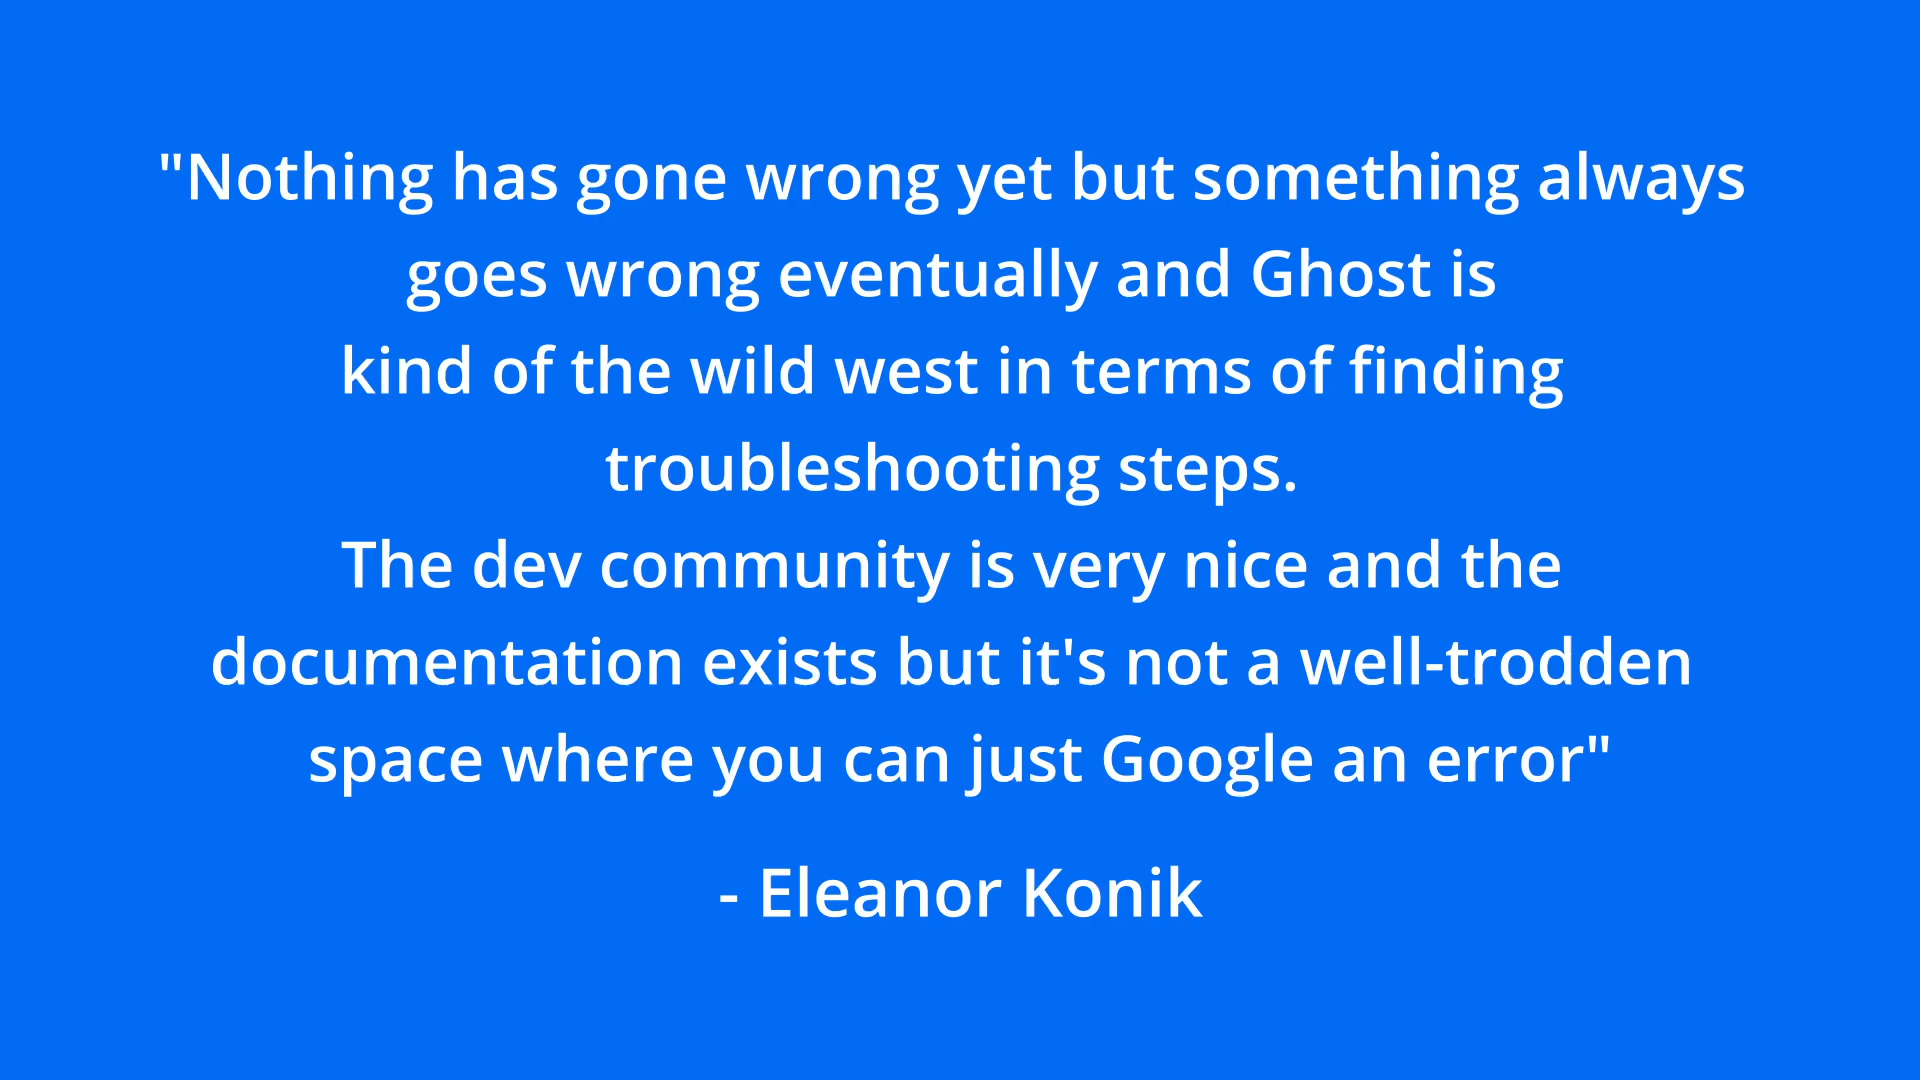 "Nothing has gone wrong yet but something always
goes wrong eventually and Ghost is
kind of the wild west in terms of finding
troubleshooting steps.
The dev community is very nice and the
documentation exists but it's not a well-trodden
space where you can just Google an error"
- Eleanor Konik